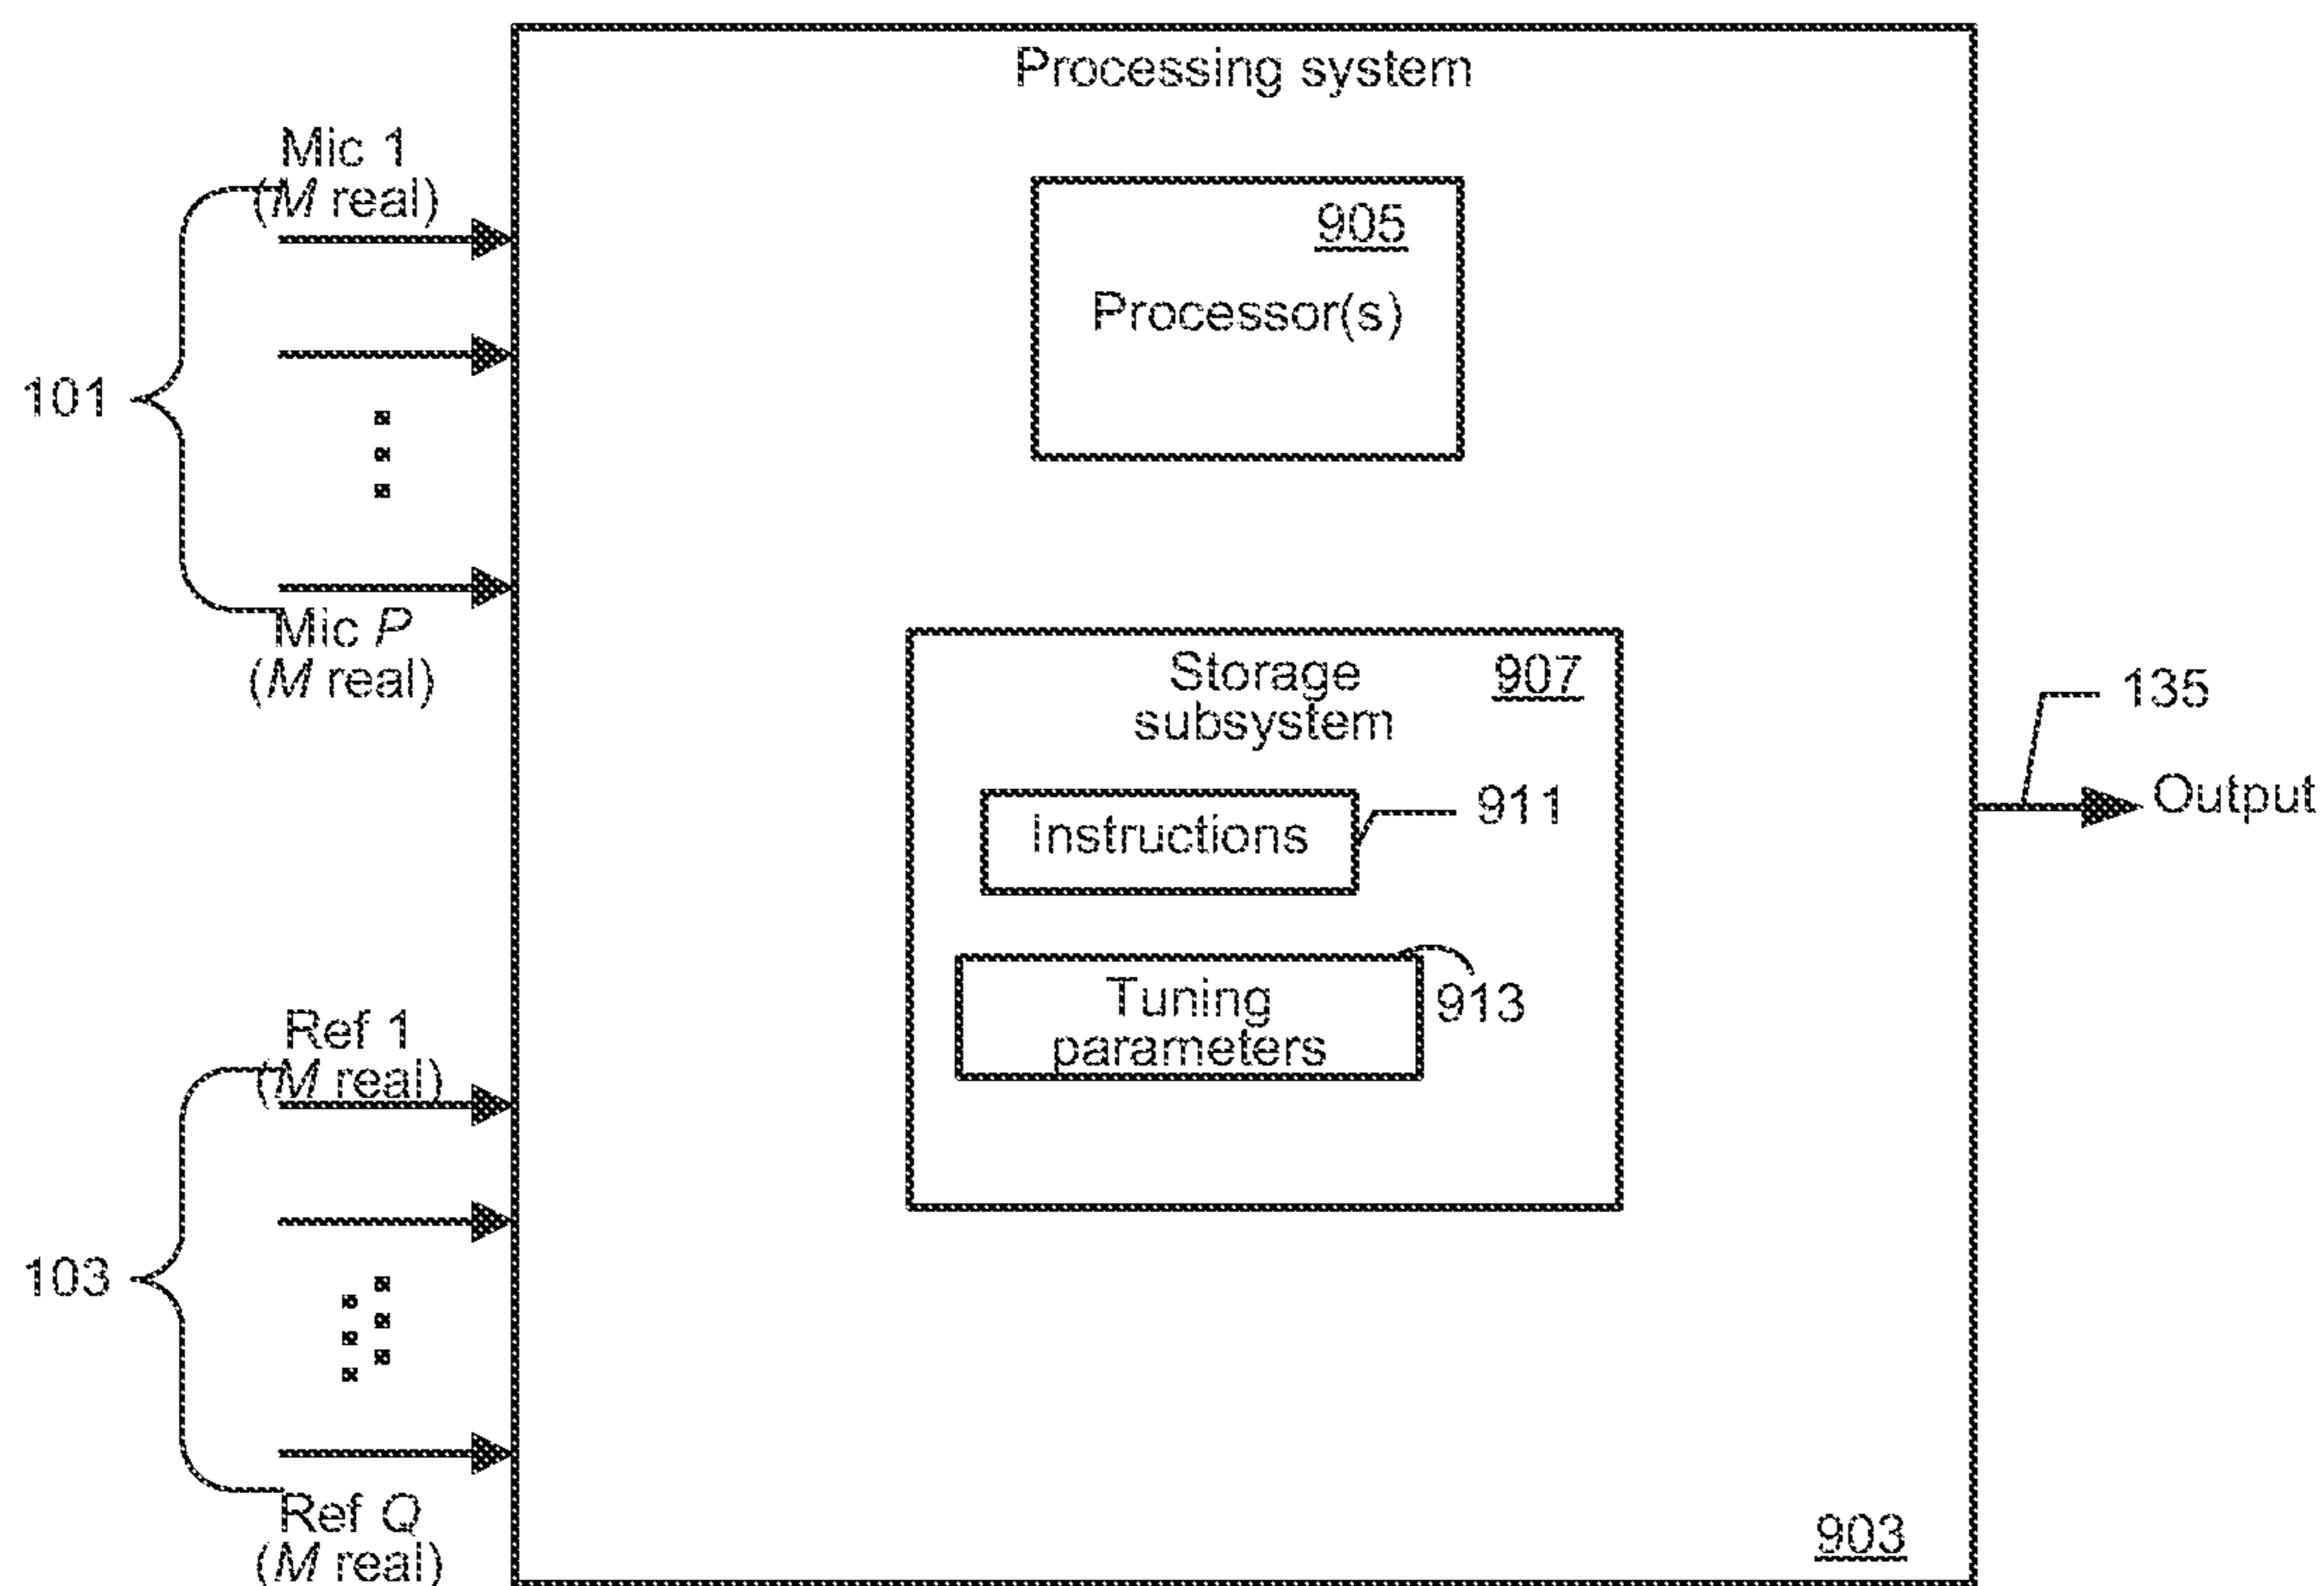 Processing system
Mic 1
(M real)
101
Mic P
(M real)
905
Processor(s)
Storage
subsystem
907
Instructions
911
Tuning
parameters
913
135
Output
Ref 1
(M real)
103
Ref Q
(M real)
903